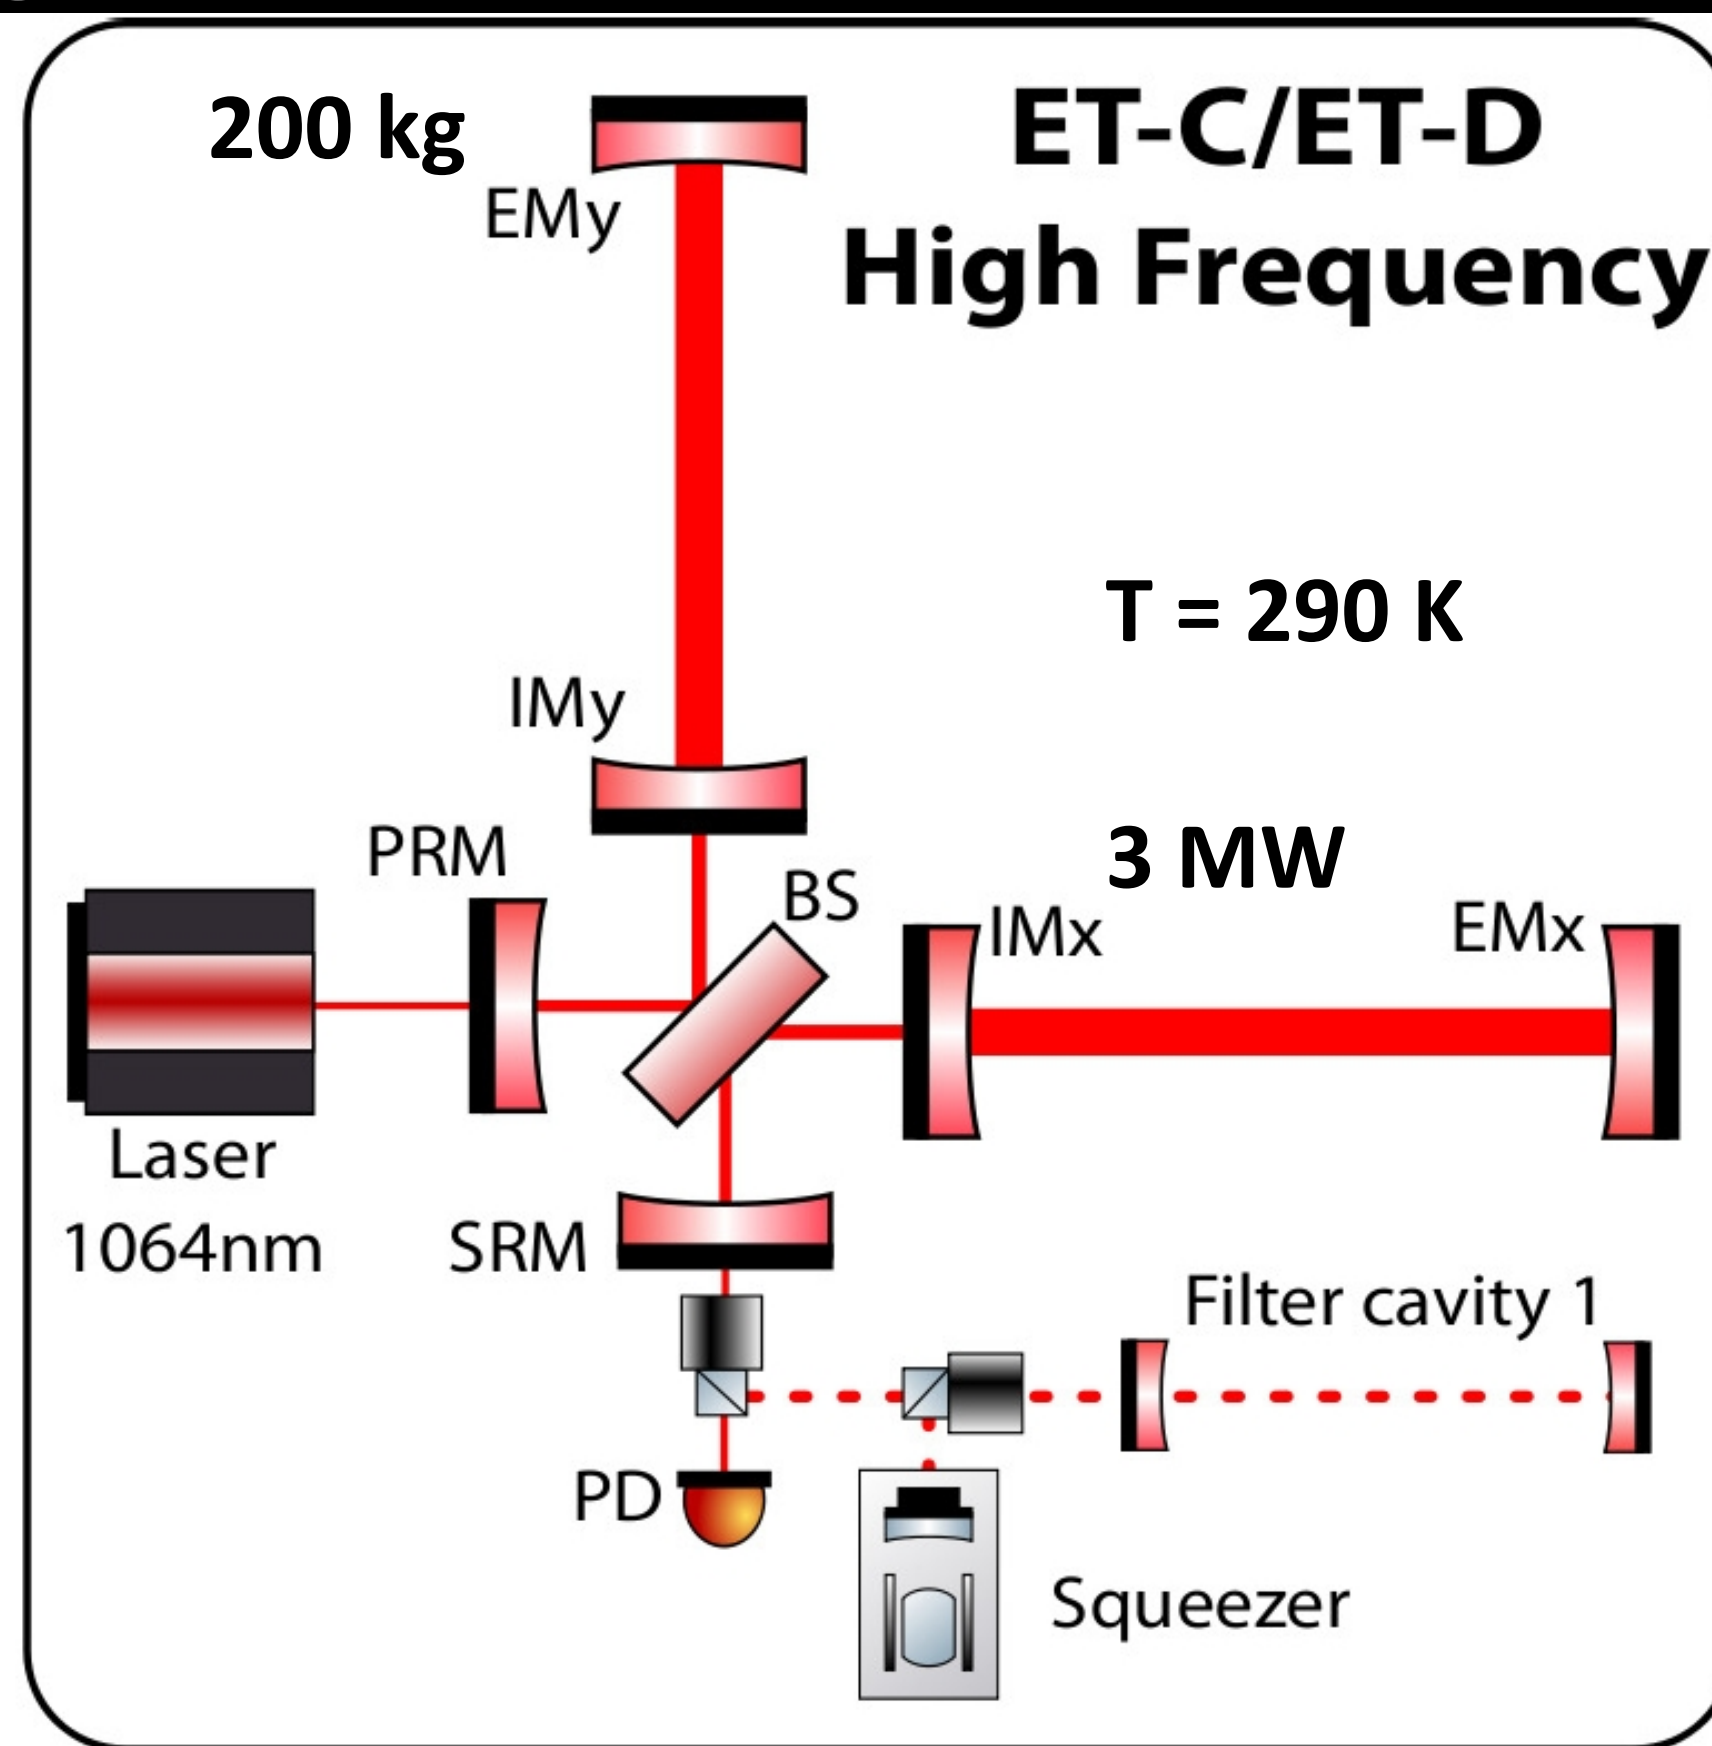 200 kg
ET-C/ET-D
High Frequency
EMy
T = 290 K
IMy
3 MW
PRM
BS
IMx
EMx
Laser
1064nm
SRM
Filter cavity 1
PD
Squeezer